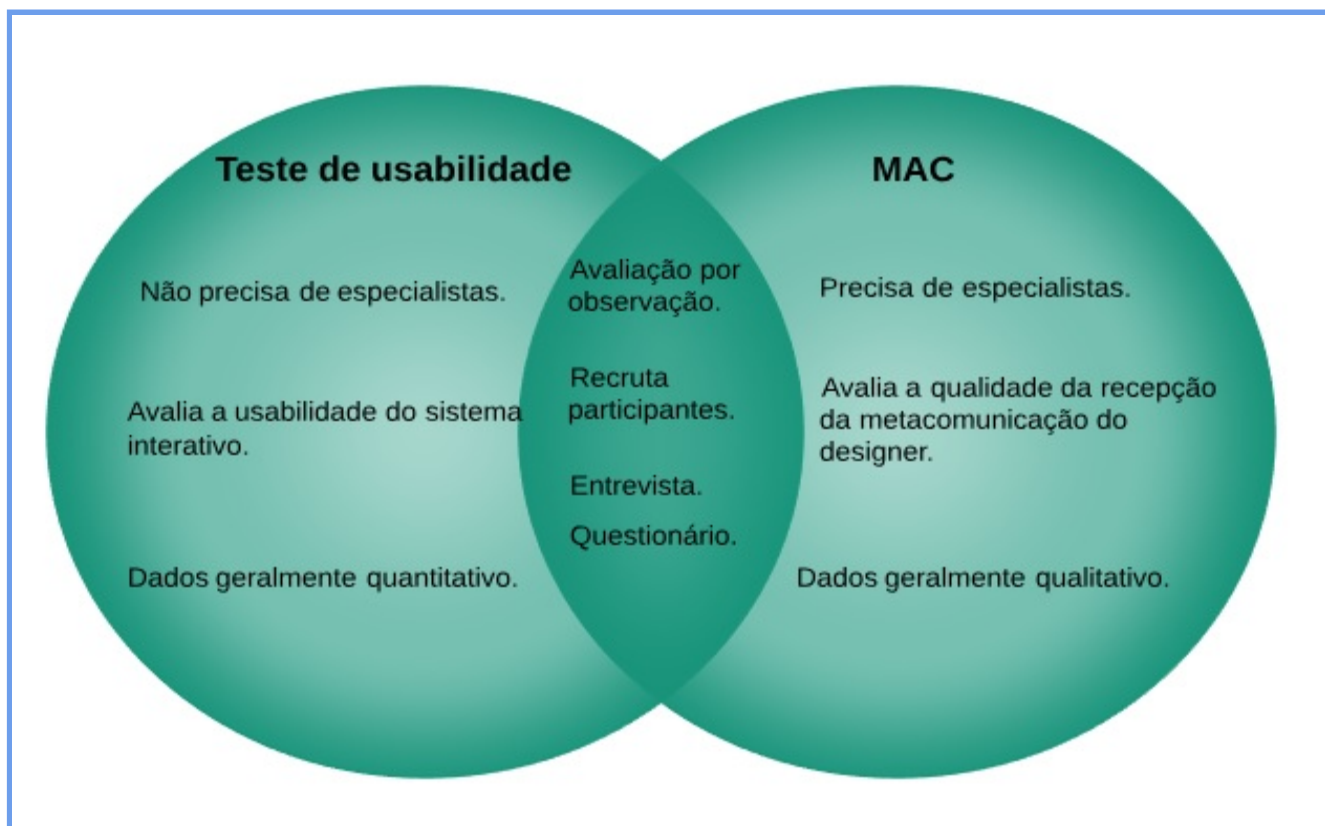 Teste de usabilidade
Não precisa de especialistas.
Avalia a usabilidade do sistema
interativo.
Dados geralmente quantitativo.
Avaliação por
observação.
Recruta
participantes.
Entrevista.
Questionário.
MAC
Precisa de especialistas.
Avalia a qualidade da recepção
da metacomunicação do
designer.
Dados geralmente qualitativo.